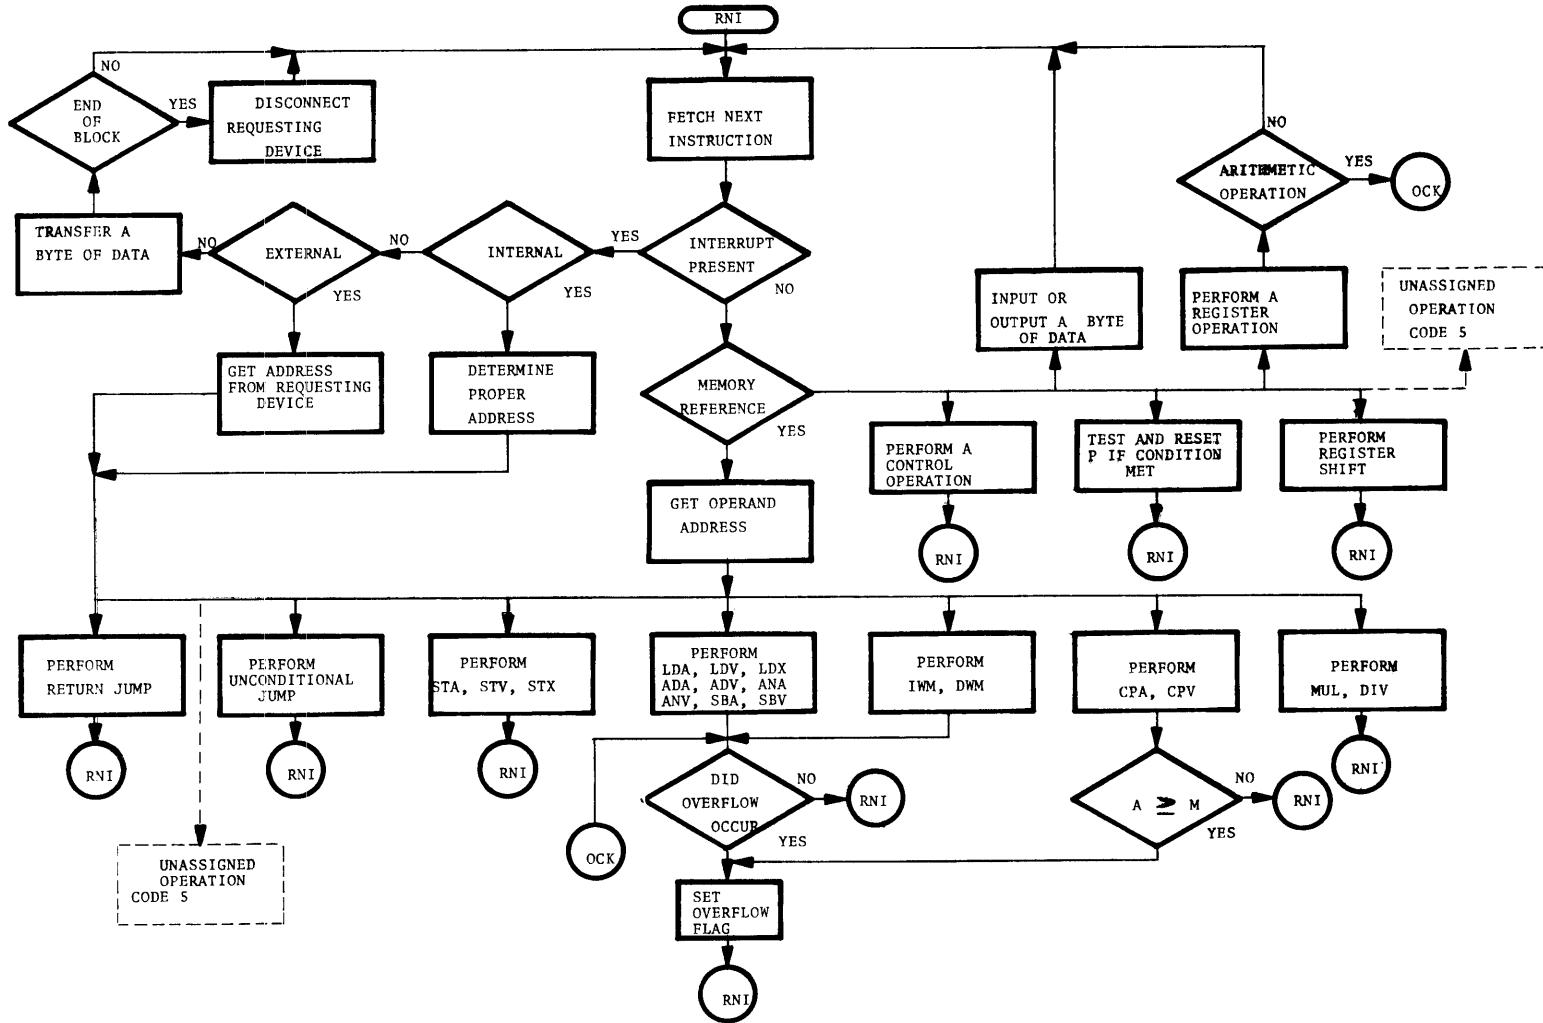 RNI
NO
END
OF
BLOCK
YES
DISCONNECT
REQUESTING
DEVICE
FETCH NEXT
INSTRUCTION
NO
ARITEMETIC
OPERATION
YES
OCK
TRANSFER A
BYTE OF DATA
NO
EXTERNAL
YES
NO
INTERNAL
YES
YES
INTERRUPT
PRESENT
NO
INPUT OR
OUTPUT A BYTE
OF DATA
PERFORM A
REGISTER
OPERATION
UNASSIGNED
OPERATION
CODE 5
GET ADDRESS
FROM REQUESTING
DEVICE
DETERMINE
PROPER
ADDRESS
MEMORY
REFERENCE
YES
PERFORM A
CONTROL
OPERATION
TEST AND RESET
P IF CONDITION
MET
PERFORM
REGISTER
SHIFT
GET OPERAND
ADDRESS
RNI
RNI
RNI
PERFORM
RETURN JUMP
PERFORM
UNCONDITIONAL
JUMP
PERFORM
STA, STV, STX
PERFORM
LDA, LDV, LDX
ADA, ADV, ANA
ANV, SBA, SBV
PERFORM
IWM, DWM
PERFORM
CPA, CPV
PERFORM
MUL, DIV
RNI
RNI
RNI
DID
OVERFLOW
OCCUR
NO
RNI
YES
A ≥ M
NO
RNI
YES
RNI
OCK
UNASSIGNED
OPERATION
CODE 5
SET
OVERFLOW
FLAG
RNI